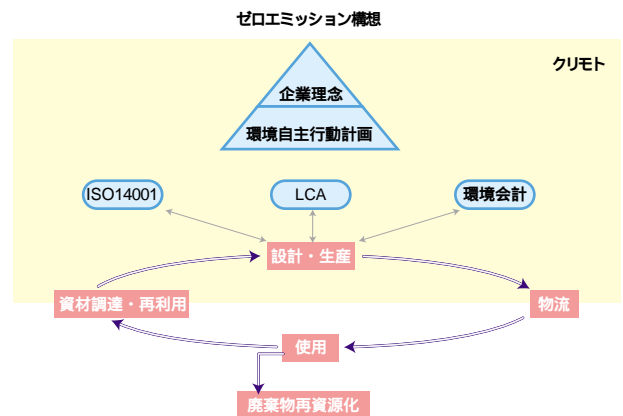 ゼロエミッション構想
クリモト
企業理念
環境自主行動計画
ISO14001
LCA
環境会計
設計・生産
資材調達・再利用
物流
使用
廃棄物再資源化